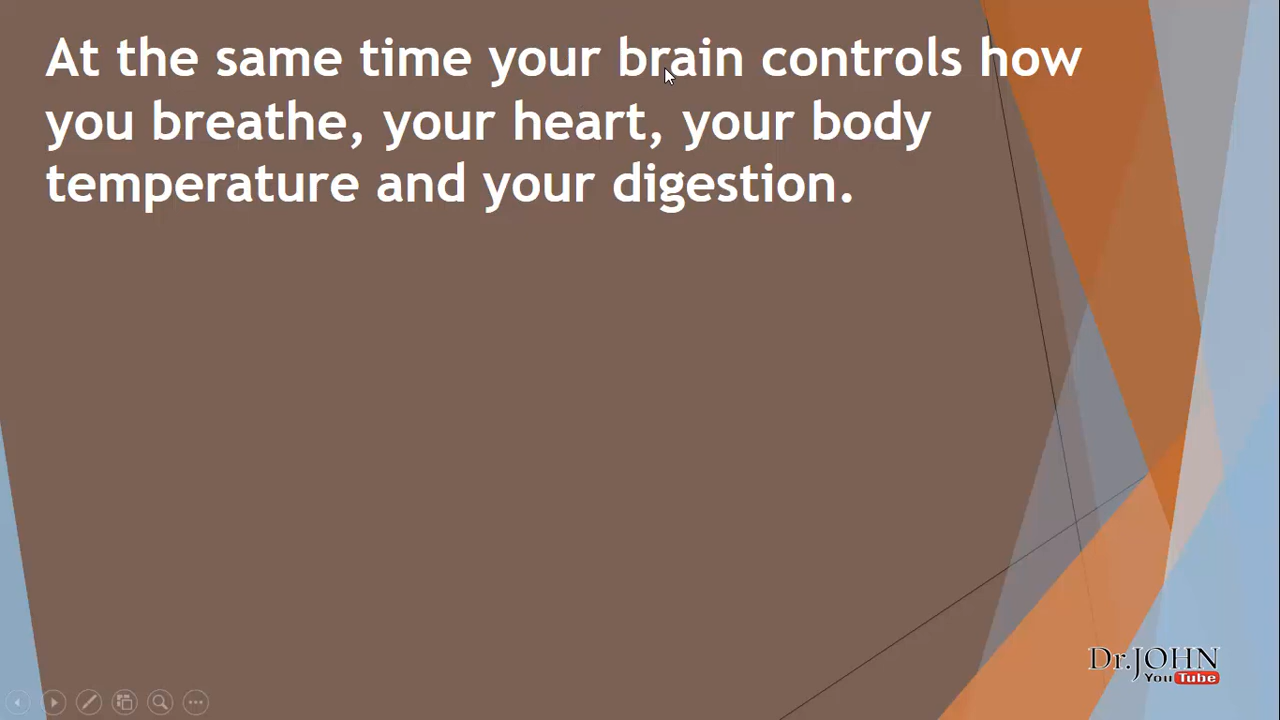 At the same time your brain controls how
you breathe, your heart, your body
temperature and your digestion.
Dr.JOHN
YouTube